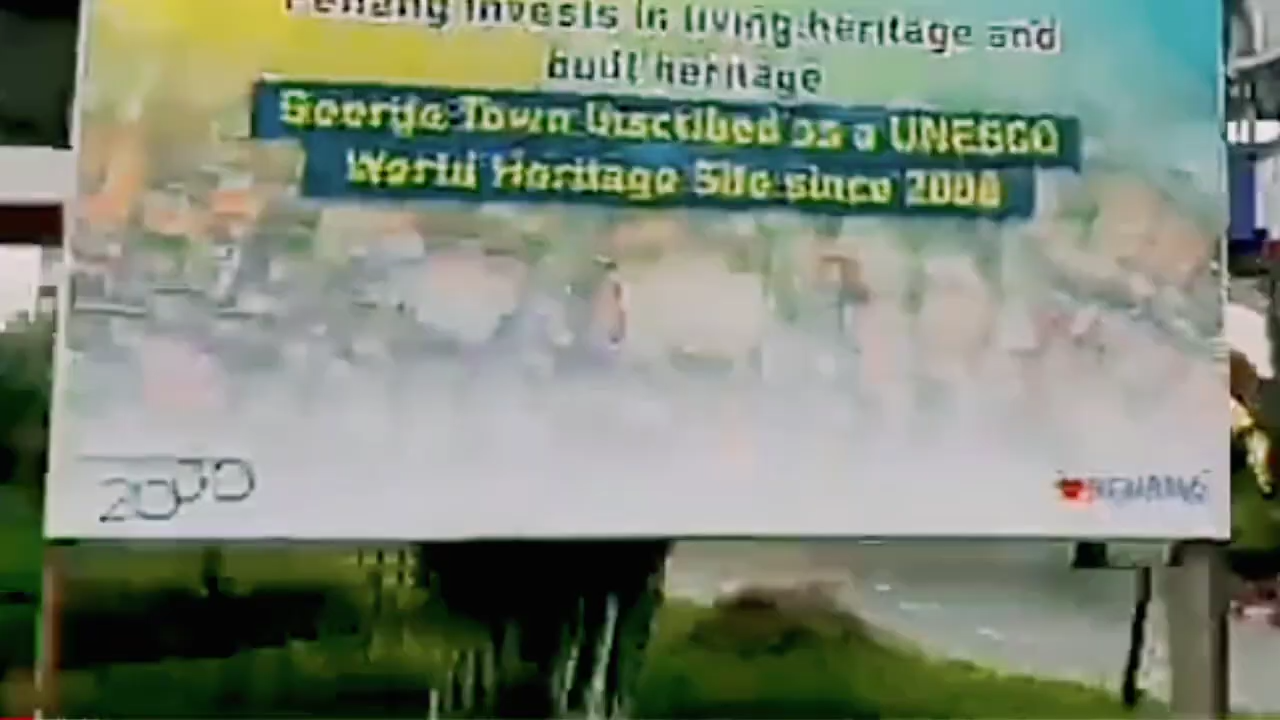 Penang invests in living heritage and
built heritage
George Town Inscribed as a UNESCO
World Heritage Site since 2008
2030
PENANG